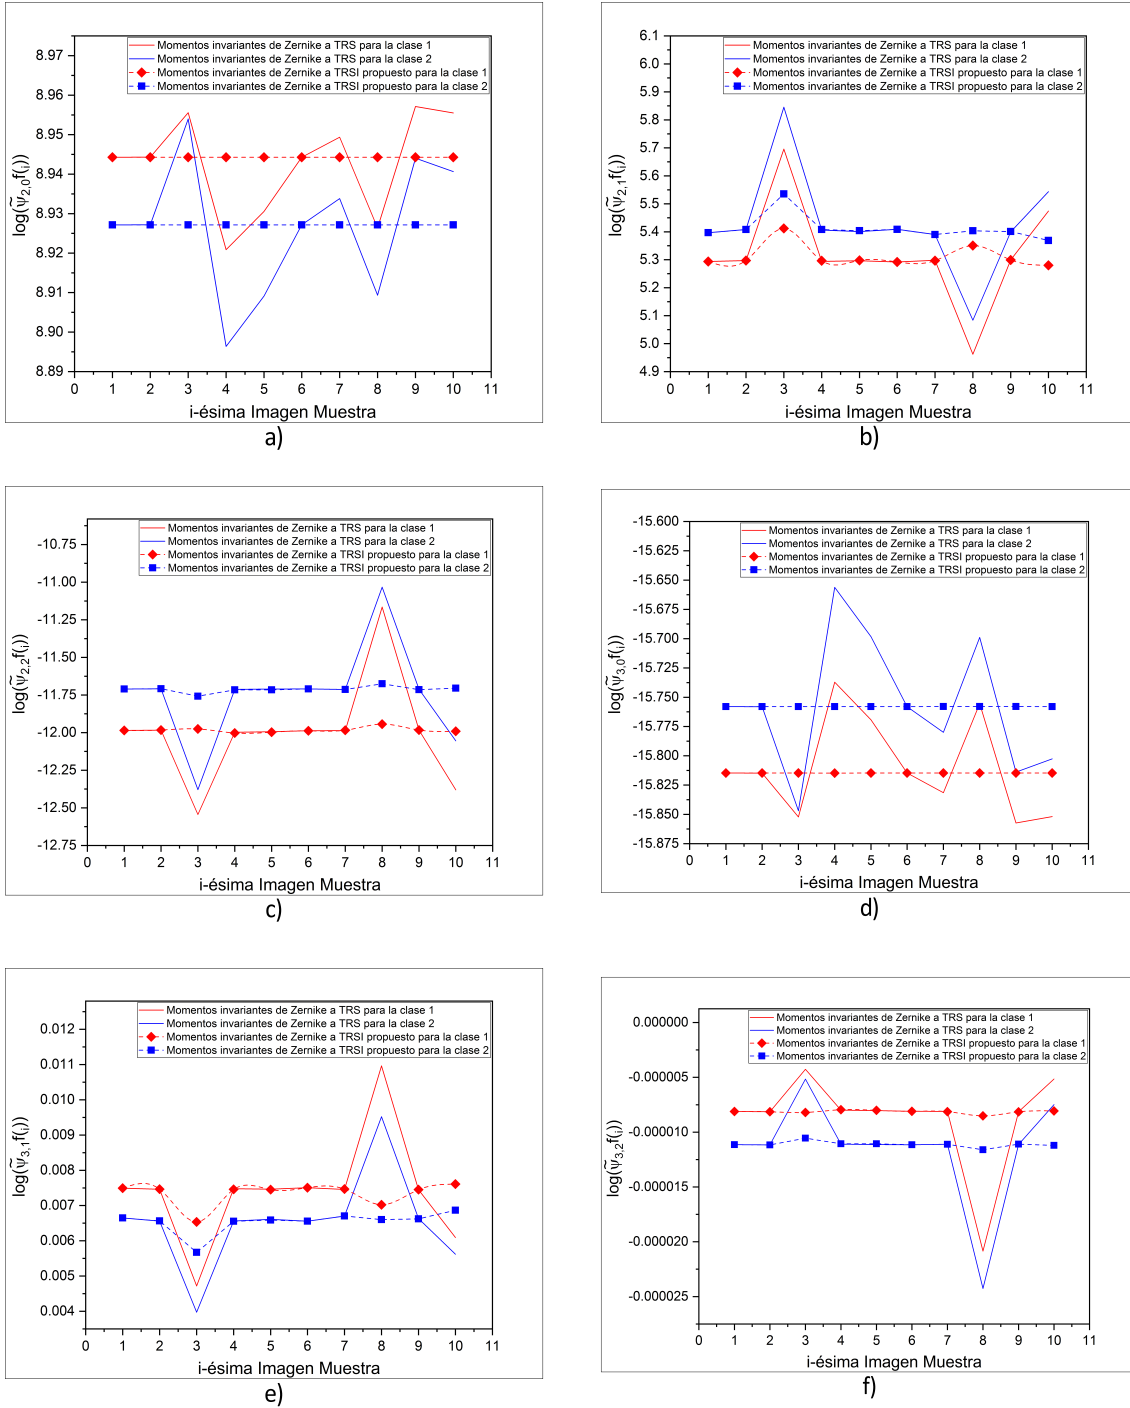 Momentos invariantes de Zernike a TRS para la clase 1
Momentos invariantes de Zernike a TRS para la clase 2
Momentos invariantes de Zernike a TRSI propuesto para la clase 1
Momentos invariantes de Zernike a TRSI propuesto para la clase 2
8.97
8.96
8.95
8.94
8.93
8.92
8.91
8.90
8.89
log(ψ̃2,0f(i))
0 1 2 3 4 5 6 7 8 9 10 11
i-ésima Imagen Muestra
a)
Momentos invariantes de Zernike a TRS para la clase 1
Momentos invariantes de Zernike a TRS para la clase 2
Momentos invariantes de Zernike a TRSI propuesto para la clase 1
Momentos invariantes de Zernike a TRSI propuesto para la clase 2
6.1
6.0
5.9
5.8
5.7
5.6
5.5
5.4
5.3
5.2
5.1
5.0
4.9
log(ψ̃2,1f(i))
0 1 2 3 4 5 6 7 8 9 10 11
i-ésima Imagen Muestra
b)
Momentos invariantes de Zernike a TRS para la clase 1
Momentos invariantes de Zernike a TRS para la clase 2
Momentos invariantes de Zernike a TRSI propuesto para la clase 1
Momentos invariantes de Zernike a TRSI propuesto para la clase 2
-10.75
-11.00
-11.25
-11.50
-11.75
-12.00
-12.25
-12.50
-12.75
log(ψ̃2,2f(i))
0 1 2 3 4 5 6 7 8 9 10 11
i-ésima Imagen Muestra
c)
Momentos invariantes de Zernike a TRS para la clase 1
Momentos invariantes de Zernike a TRS para la clase 2
Momentos invariantes de Zernike a TRSI propuesto para la clase 1
Momentos invariantes de Zernike a TRSI propuesto para la clase 2
-15.600
-15.625
-15.650
-15.675
-15.700
-15.725
-15.750
-15.775
-15.800
-15.825
-15.850
-15.875
log(ψ̃3,0f(i))
0 1 2 3 4 5 6 7 8 9 10 11
i-ésima Imagen Muestra
d)
Momentos invariantes de Zernike a TRS para la clase 1
Momentos invariantes de Zernike a TRS para la clase 2
Momentos invariantes de Zernike a TRSI propuesto para la clase 1
Momentos invariantes de Zernike a TRSI propuesto para la clase 2
0.012
0.011
0.010
0.009
0.008
0.007
0.006
0.005
0.004
log(ψ̃3,1f(i))
0 1 2 3 4 5 6 7 8 9 10 11
i-ésima Imagen Muestra
e)
Momentos invariantes de Zernike a TRS para la clase 1
Momentos invariantes de Zernike a TRS para la clase 2
Momentos invariantes de Zernike a TRSI propuesto para la clase 1
Momentos invariantes de Zernike a TRSI propuesto para la clase 2
0.000000
-0.000005
-0.000010
-0.000015
-0.000020
-0.000025
log(ψ̃3,2f(i))
0 1 2 3 4 5 6 7 8 9 10 11
i-ésima Imagen Muestra
f)